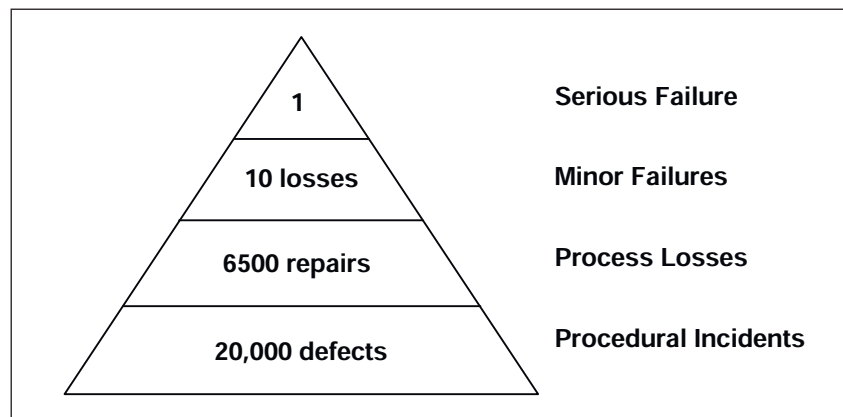 1 Serious Failure
10 losses Minor Failures
6500 repairs Process Losses
20,000 defects Procedural Incidents